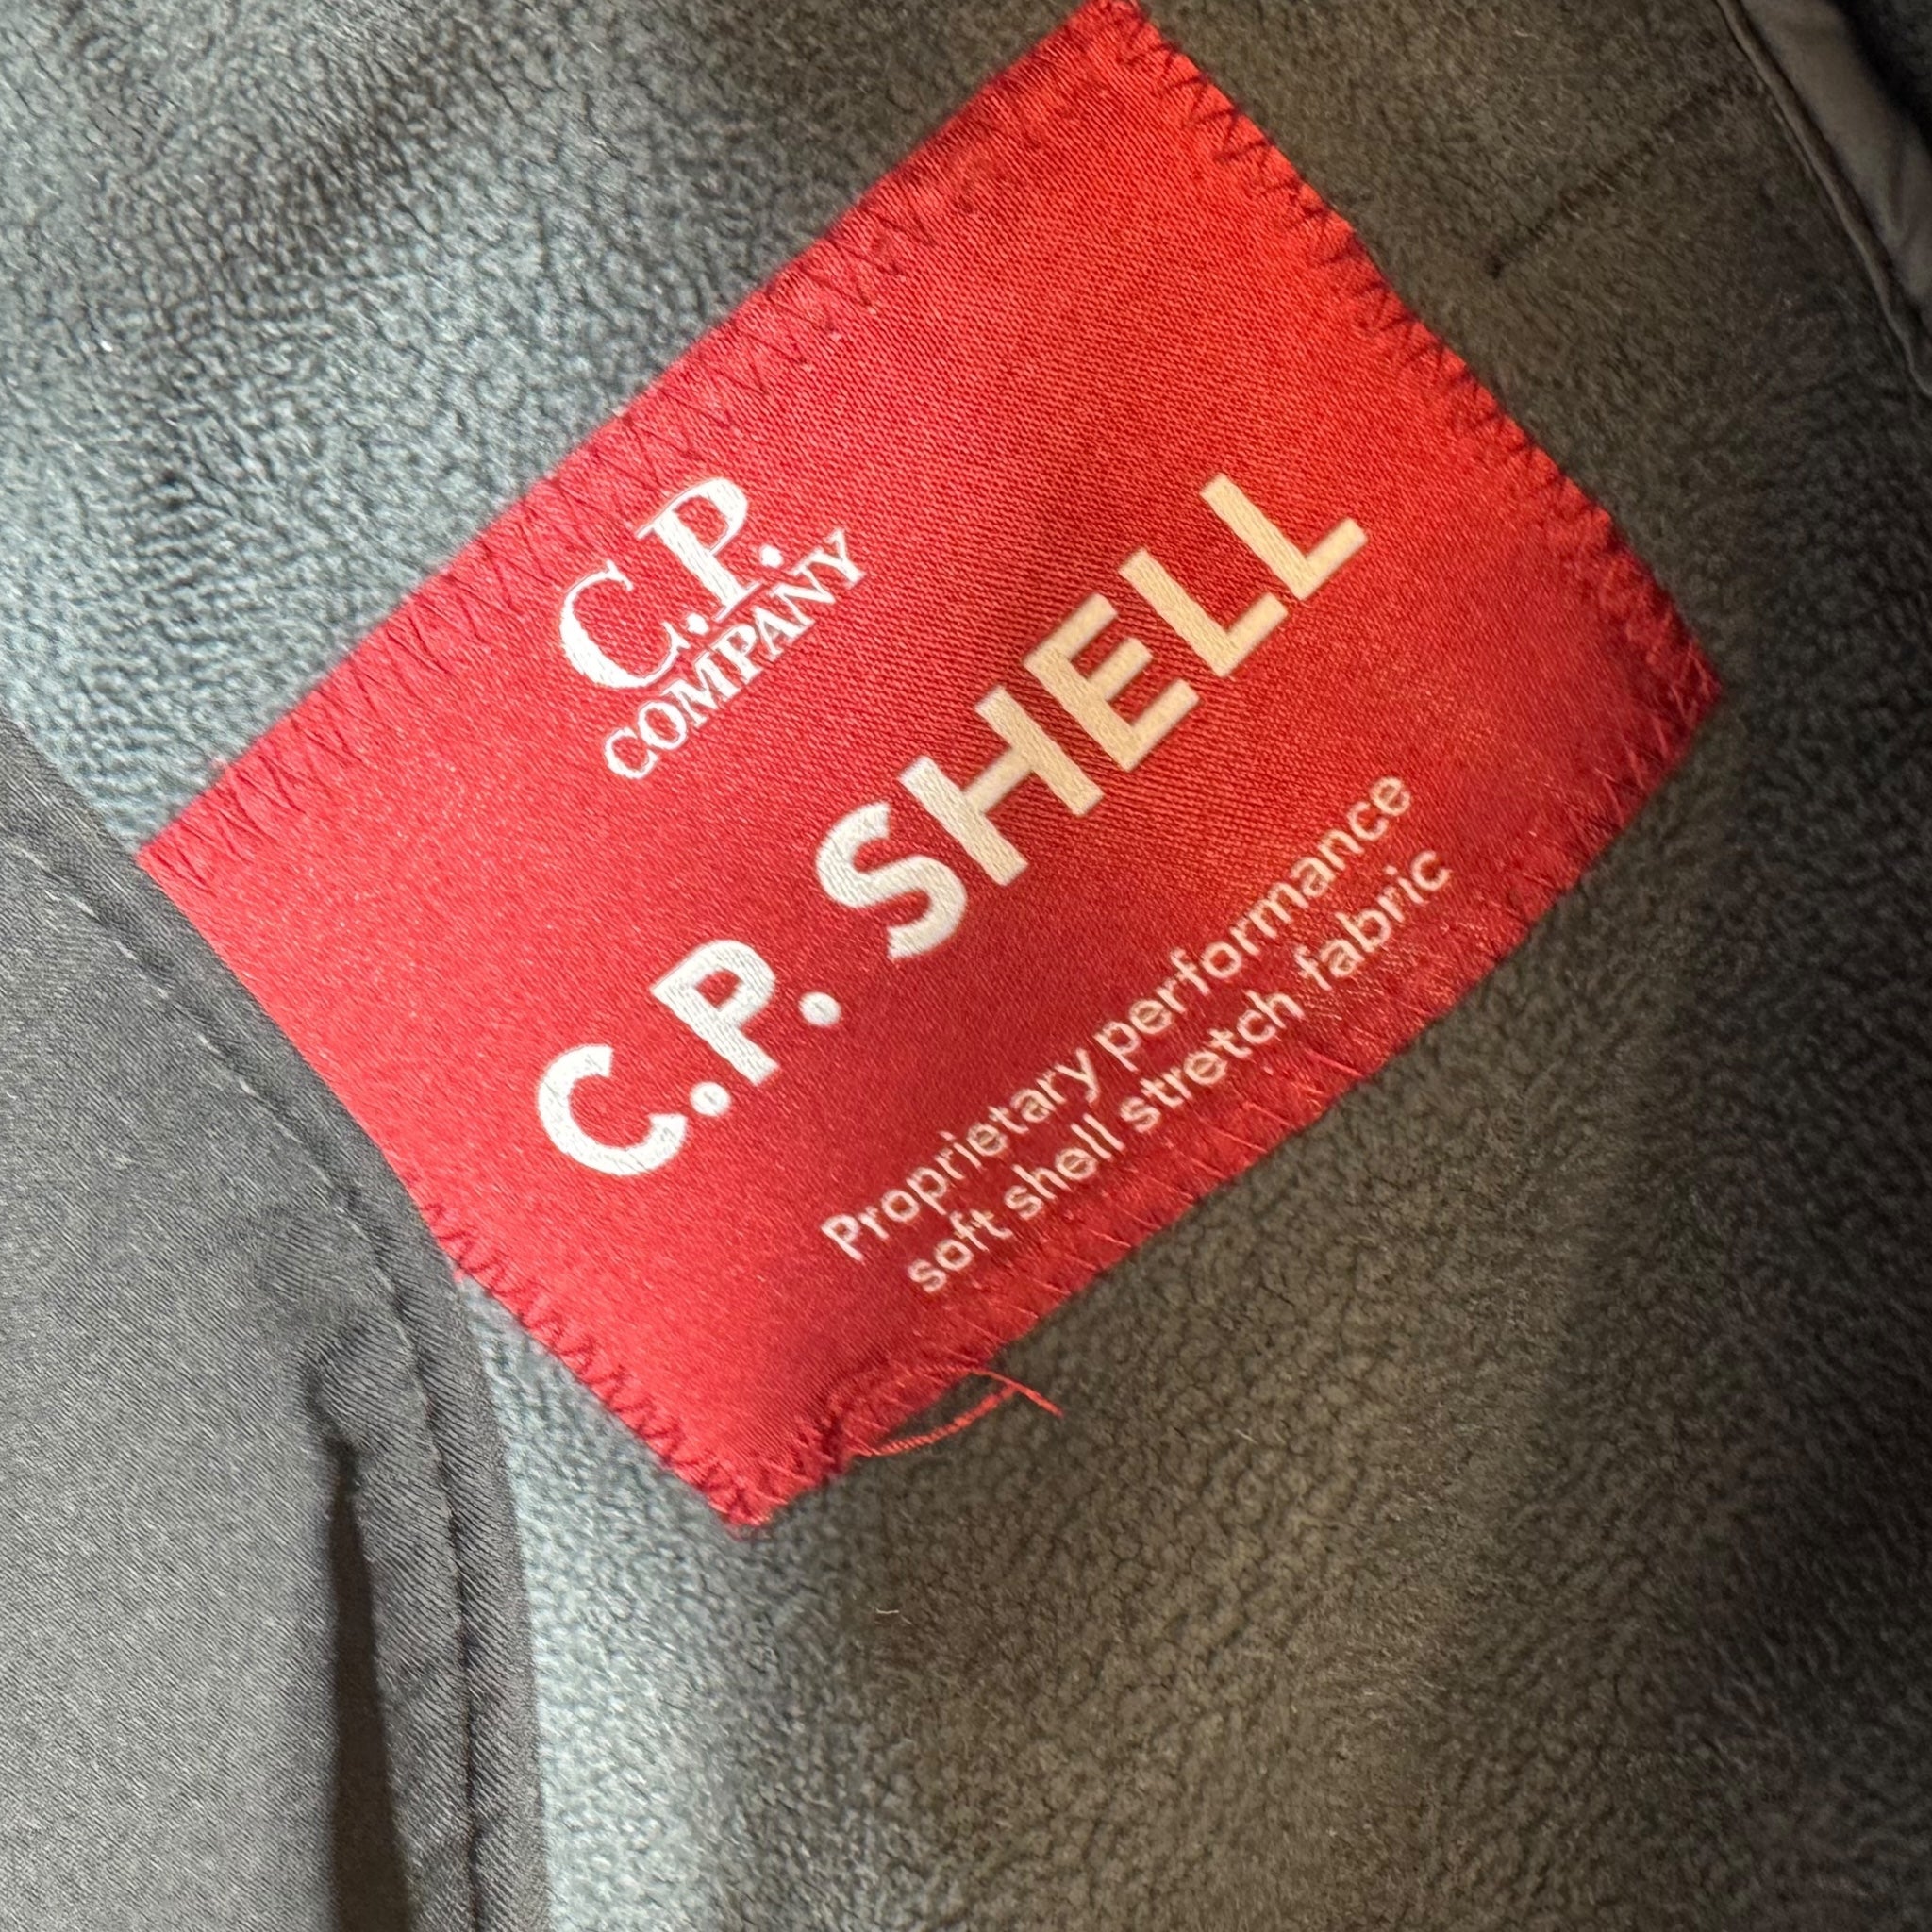 C.P.
COMPANY
C.P. SHELL
Proprietary performance
soft shell stretch fabric